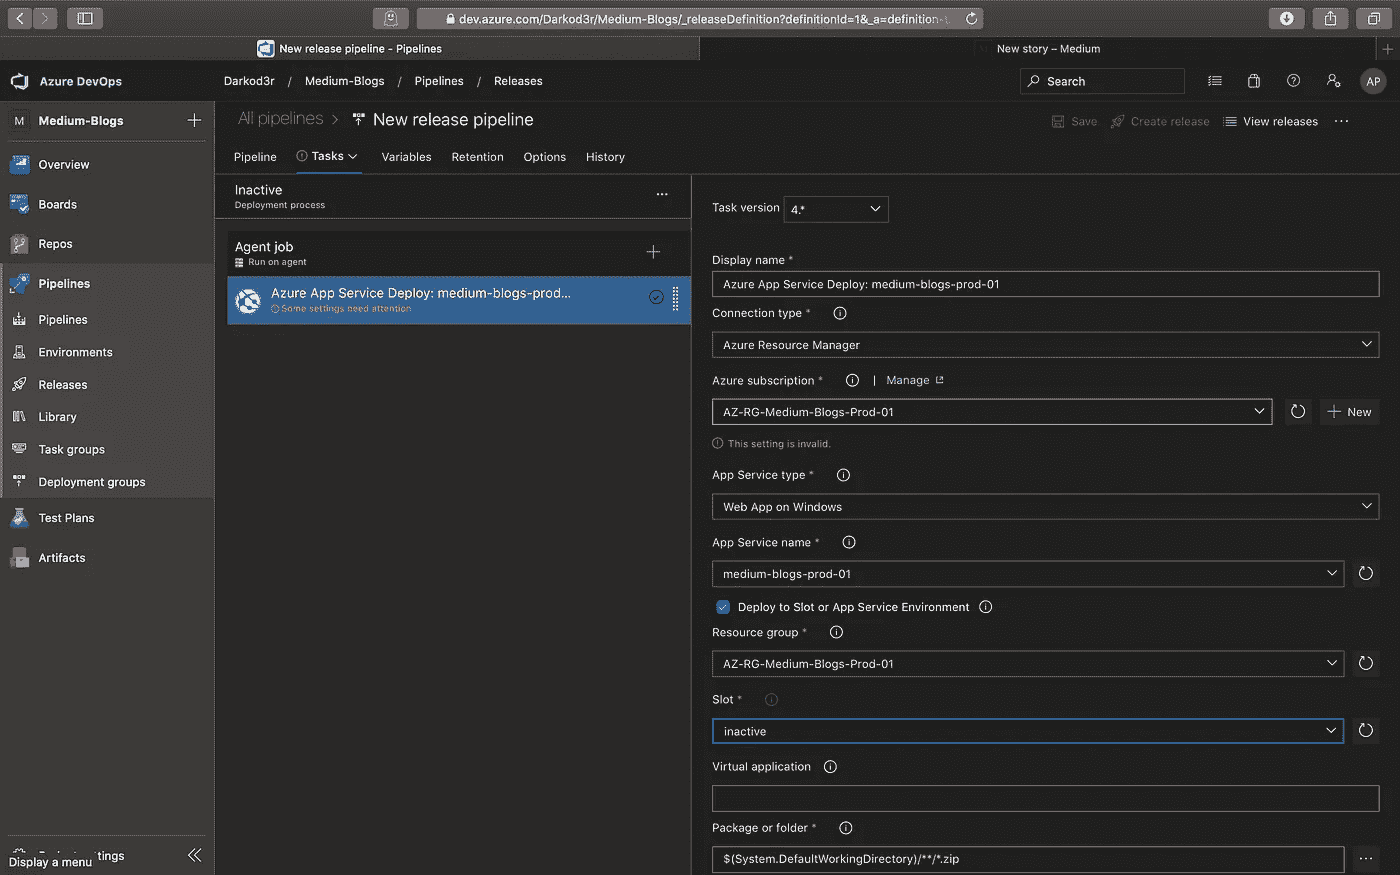 dev.azure.com/Darkod3r/Medium-Blogs/_releaseDefinition?definitionId=1&_a=definition-
New release pipeline - Pipelines
New story – Medium
Azure DevOps
Darkod3r / Medium-Blogs / Pipelines / Releases
Search
AP
M Medium-Blogs
All pipelines > New release pipeline
Save
Create release
View releases
...
Pipeline
Tasks
Variables
Retention
Options
History
Overview
Boards
Repos
Pipelines
Pipelines
Environments
Releases
Library
Task groups
Deployment groups
Test Plans
Artifacts
Display a menu
Inactive
...
Deployment process
Agent job
Run on agent
Azure App Service Deploy: medium-blogs-prod...
Some settings need attention
Task version 4.*
Display name *
Azure App Service Deploy: medium-blogs-prod-01
Connection type *
Azure Resource Manager
Azure subscription * | Manage
AZ-RG-Medium-Blogs-Prod-01
New
This setting is invalid.
App Service type *
Web App on Windows
App Service name *
medium-blogs-prod-01
Deploy to Slot or App Service Environment
Resource group *
AZ-RG-Medium-Blogs-Prod-01
Slot *
inactive
Virtual application
Package or folder *
$(System.DefaultWorkingDirectory)/**/*.zip
...